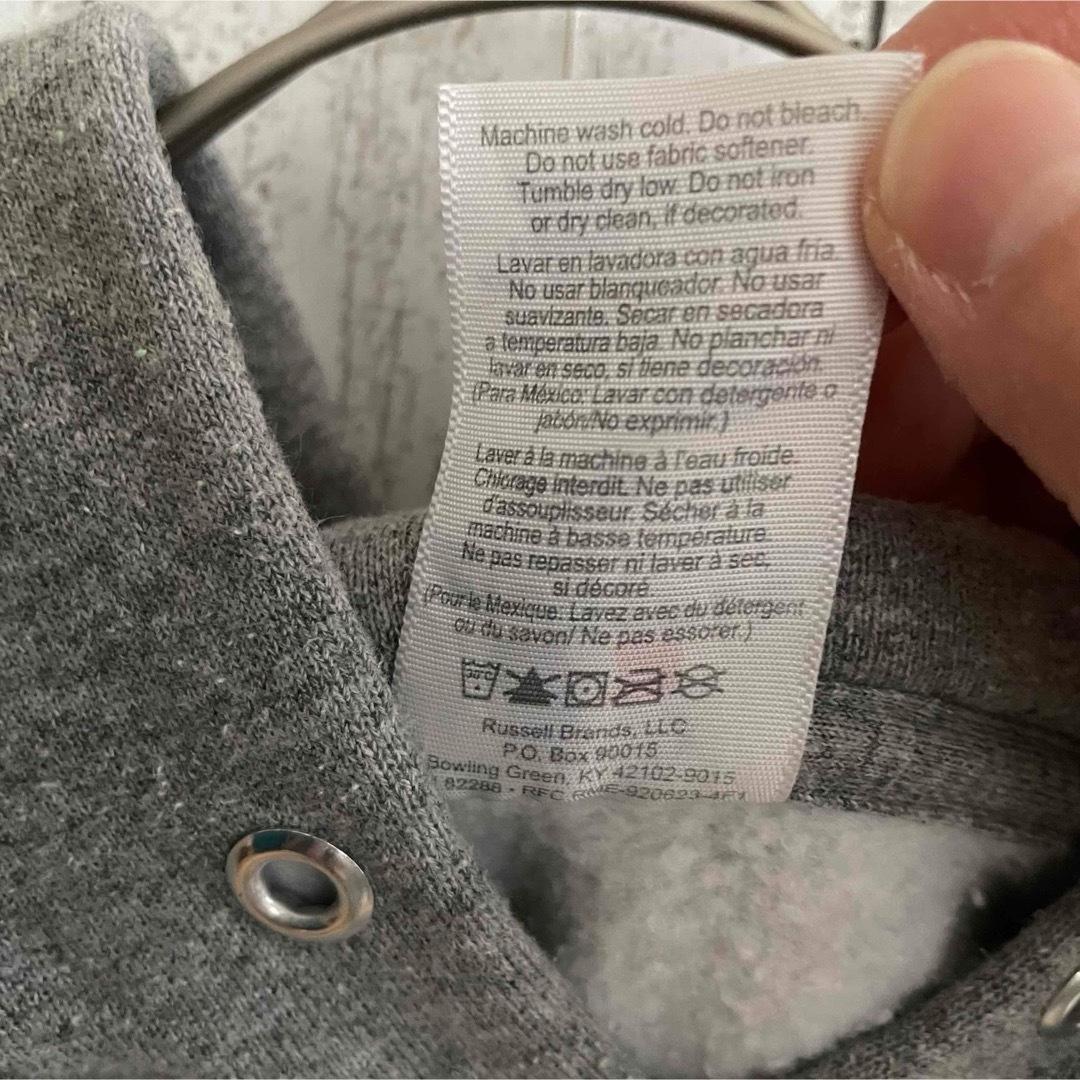 Machine wash cold. Do not bleach.
Do not use fabric softener.
Tumble dry low. Do not iron
or dry clean, if decorated.
Lavar en lavadora con agua fría.
No usar blanqueador. No usar
suavizante. Secar en secadora
a temperatura baja. No planchar ni
lavar en seco, si tiene decoración.
(Para México: Lavar con detergente o
jabón/No exprimir.)
Laver à la machine à l'eau froide.
Chlorage interdit. Ne pas utiliser
d'assouplisseur. Sécher à la
machine à basse température.
Ne pas repasser ni laver à sec,
si décoré.
(Pour le Mexique: Lavez avec du détergent
ou du savon/ Ne pas essorer.)
Russell Brands, LLC
P.O. Box 90015
Bowling Green, KY 42102-9015
82288 • RFC